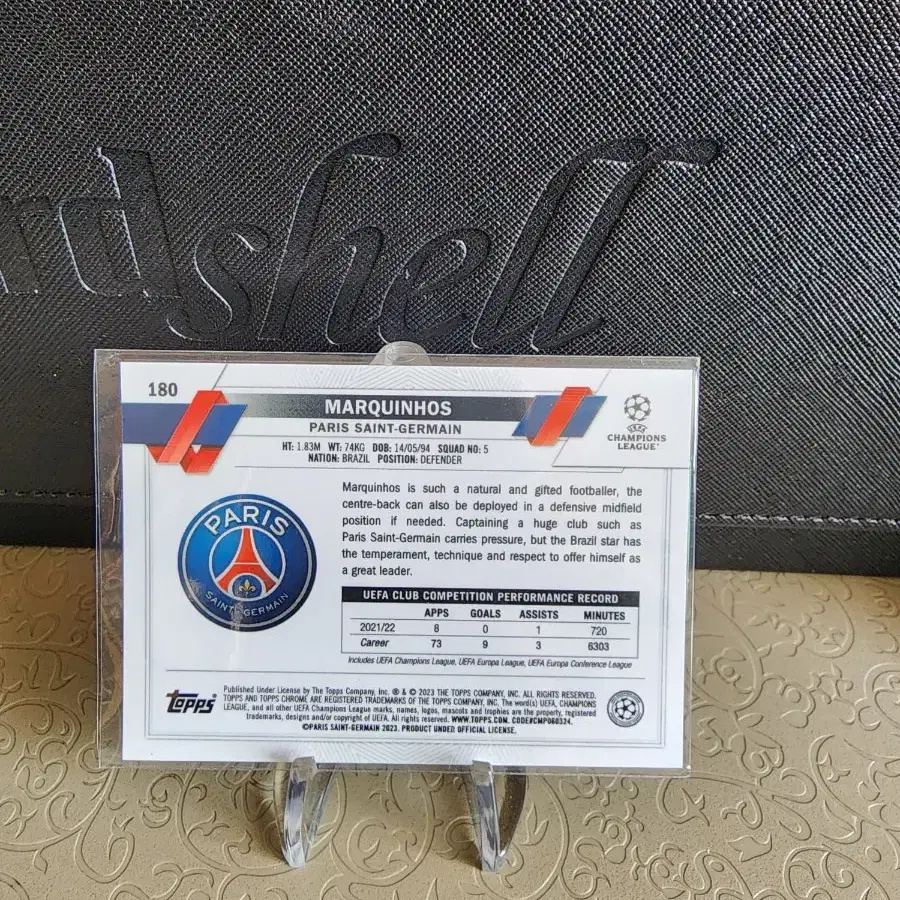 rdshell
180
MARQUINHOS
PARIS SAINT-GERMAIN
HT: 1.83M WT: 74KG DOB: 14/05/94 SQUAD NO: 5
NATION: BRAZIL POSITION: DEFENDER
UEFA
CHAMPIONS
LEAGUE
PARIS
SAINT-GERMAIN
Marquinhos is such a natural and gifted footballer, the
centre-back can also be deployed in a defensive midfield
position if needed. Captaining a huge club such as
Paris Saint-Germain carries pressure, but the Brazil star has
the temperament, technique and respect to offer himself as
a great leader.
UEFA CLUB COMPETITION PERFORMANCE RECORD
APPS GOALS ASSISTS MINUTES
2021/22 8 0 1 720
Career 73 9 3 6303
Includes UEFA Champions League, UEFA Europa League, UEFA Europa Conference League
Topps®
Published Under License by The Topps Company, Inc. ® & © 2023 THE TOPPS COMPANY, INC. ALL RIGHTS RESERVED.
TOPPS AND TOPPS CHROME ARE REGISTERED TRADEMARKS OF THE TOPPS COMPANY, INC. The word(s) UEFA, CHAMPIONS
LEAGUE, and all other UEFA Champions League marks, names, logos, mascots and trophies are the property, registered
trademarks, designs and/or copyright of UEFA. All rights reserved. WWW.TOPPS.COM. CODE#CMP060324.
©PARIS SAINT-GERMAIN 2023. PRODUCT UNDER OFFICIAL LICENSE.